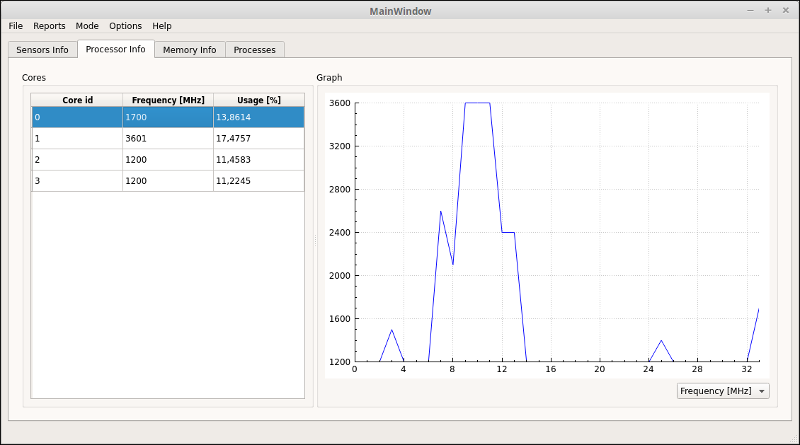 MainWindow
File Reports Mode Options Help
Sensors Info Processor Info Memory Info Processes
Cores
Core id Frequency [MHz] Usage [%]
0 1700 13,8614
1 3601 17,4757
2 1200 11,4583
3 1200 11,2245
Graph
3600
3200
2800
2400
2000
1600
1200
0 4 8 12 16 20 24 28 32
Frequency [MHz]